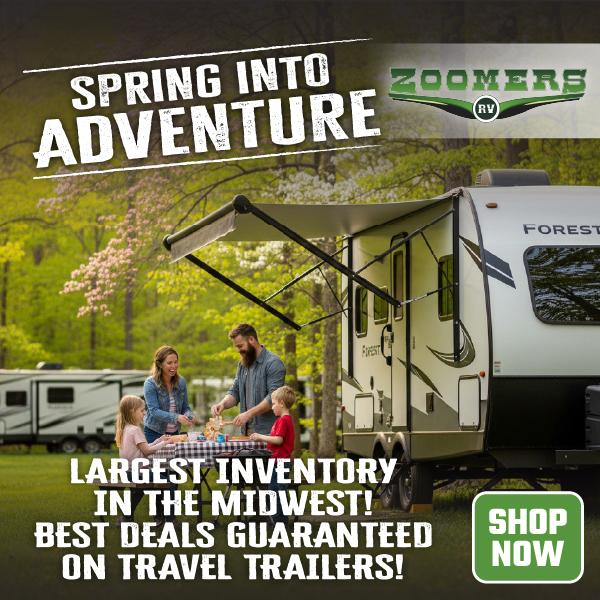 SPRING INTO
ADVENTURE
ZOOMERS
RV
FOREST
FOREST
LARGEST INVENTORY
IN THE MIDWEST!
BEST DEALS GUARANTEED
ON TRAVEL TRAILERS!
SHOP
NOW